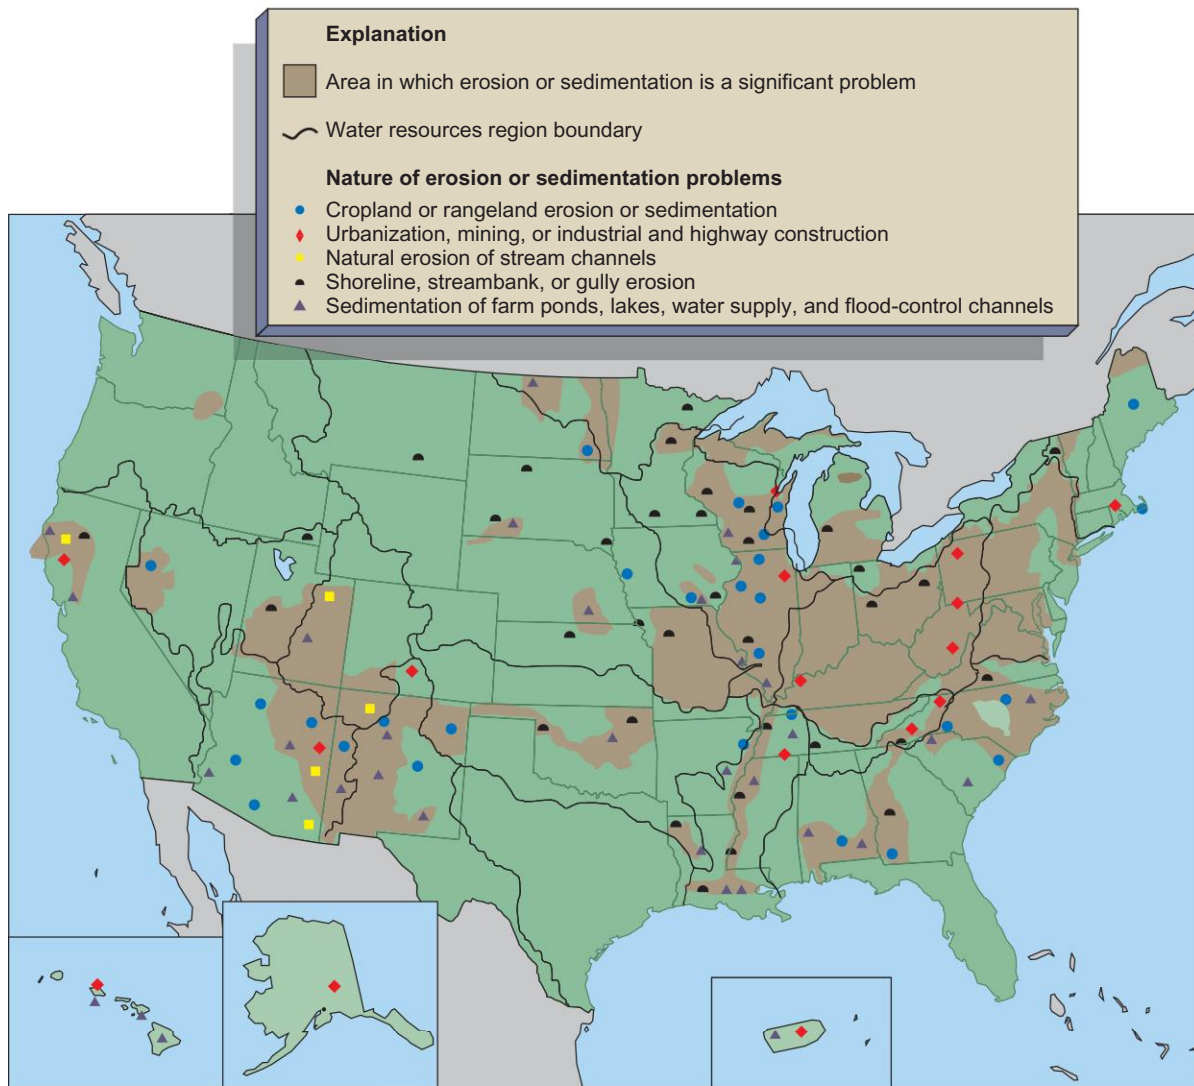 Explanation
Area in which erosion or sedimentation is a significant problem
Water resources region boundary
Nature of erosion or sedimentation problems
Cropland or rangeland erosion or sedimentation
Urbanization, mining, or industrial and highway construction
Natural erosion of stream channels
Shoreline, streambank, or gully erosion
Sedimentation of farm ponds, lakes, water supply, and flood-control channels